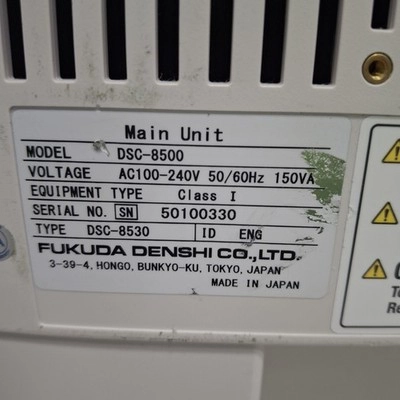 Main Unit
MODEL DSC-8500
VOLTAGE AC100-240V 50/60Hz 150VA
EQUIPMENT TYPE Class I
SERIAL NO. SN 50100330
TYPE DSC-8530 ID ENG
FUKUDA DENSHI CO.,LTD.
3-39-4, HONGO, BUNKYO-KU, TOKYO, JAPAN
MADE IN JAPAN